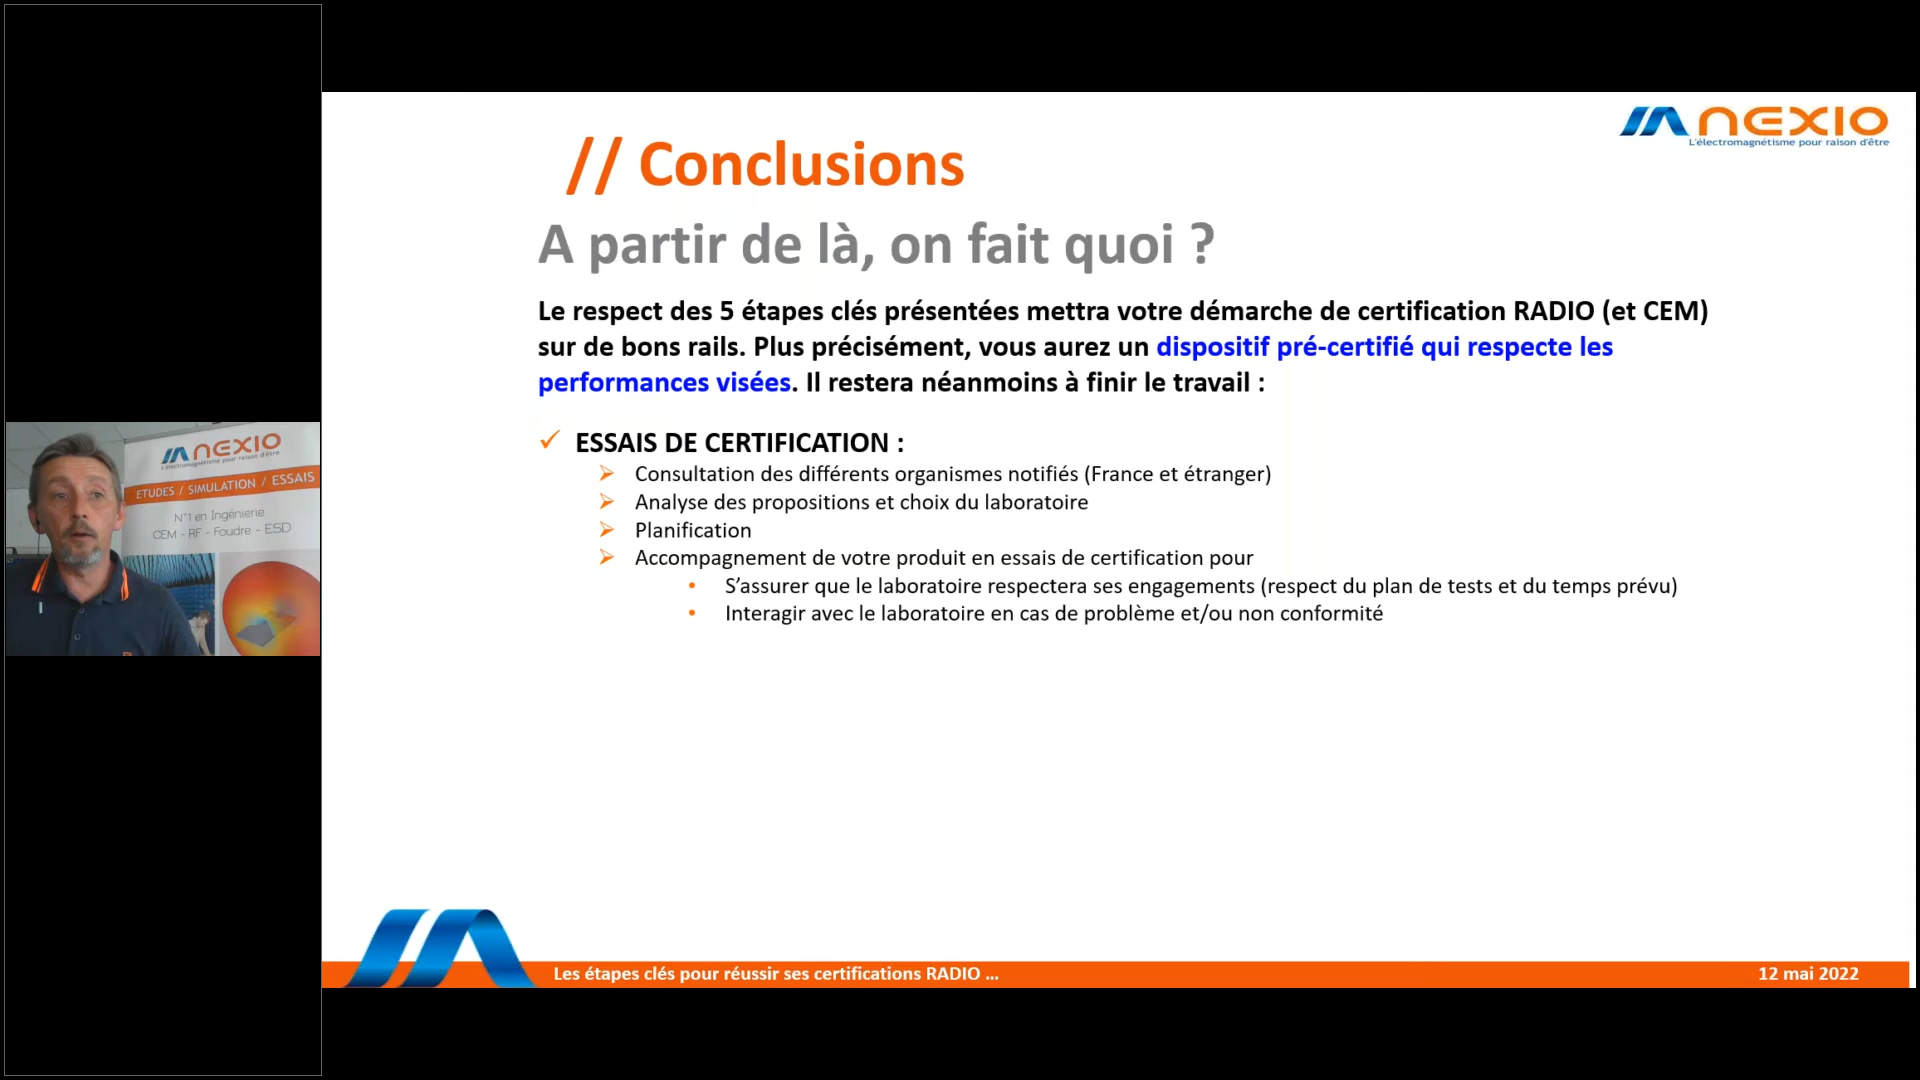 nexio
L'électromagnétisme pour raison d'être
// Conclusions
A partir de là, on fait quoi ?
Le respect des 5 étapes clés présentées mettra votre démarche de certification RADIO (et CEM)
sur de bons rails. Plus précisément, vous aurez un dispositif pré-certifié qui respecte les
performances visées. Il restera néanmoins à finir le travail :
✓ ESSAIS DE CERTIFICATION :
➢ Consultation des différents organismes notifiés (France et étranger)
➢ Analyse des propositions et choix du laboratoire
➢ Planification
➢ Accompagnement de votre produit en essais de certification pour
• S’assurer que le laboratoire respectera ses engagements (respect du plan de tests et du temps prévu)
• Interagir avec le laboratoire en cas de problème et/ou non conformité
nexio
L'électromagnétisme pour raison d'être
ETUDES / SIMULATION / ESSAIS
N°1 en Ingénierie
CEM - RF - Foudre - ESD
Les étapes clés pour réussir ses certifications RADIO ...
12 mai 2022